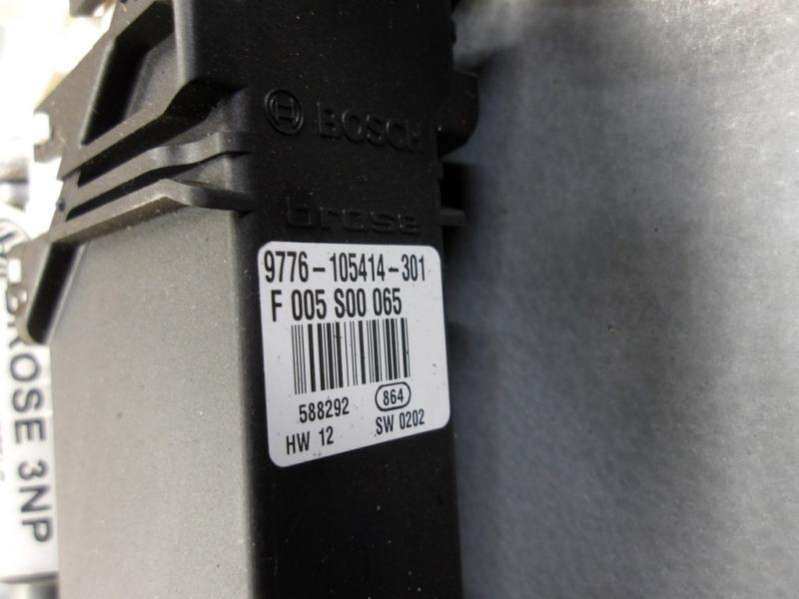 BOSCH
brose
9776-105414-301
F 005 S00 065
588292 864
HW 12 SW 0202
BROSE 3NP